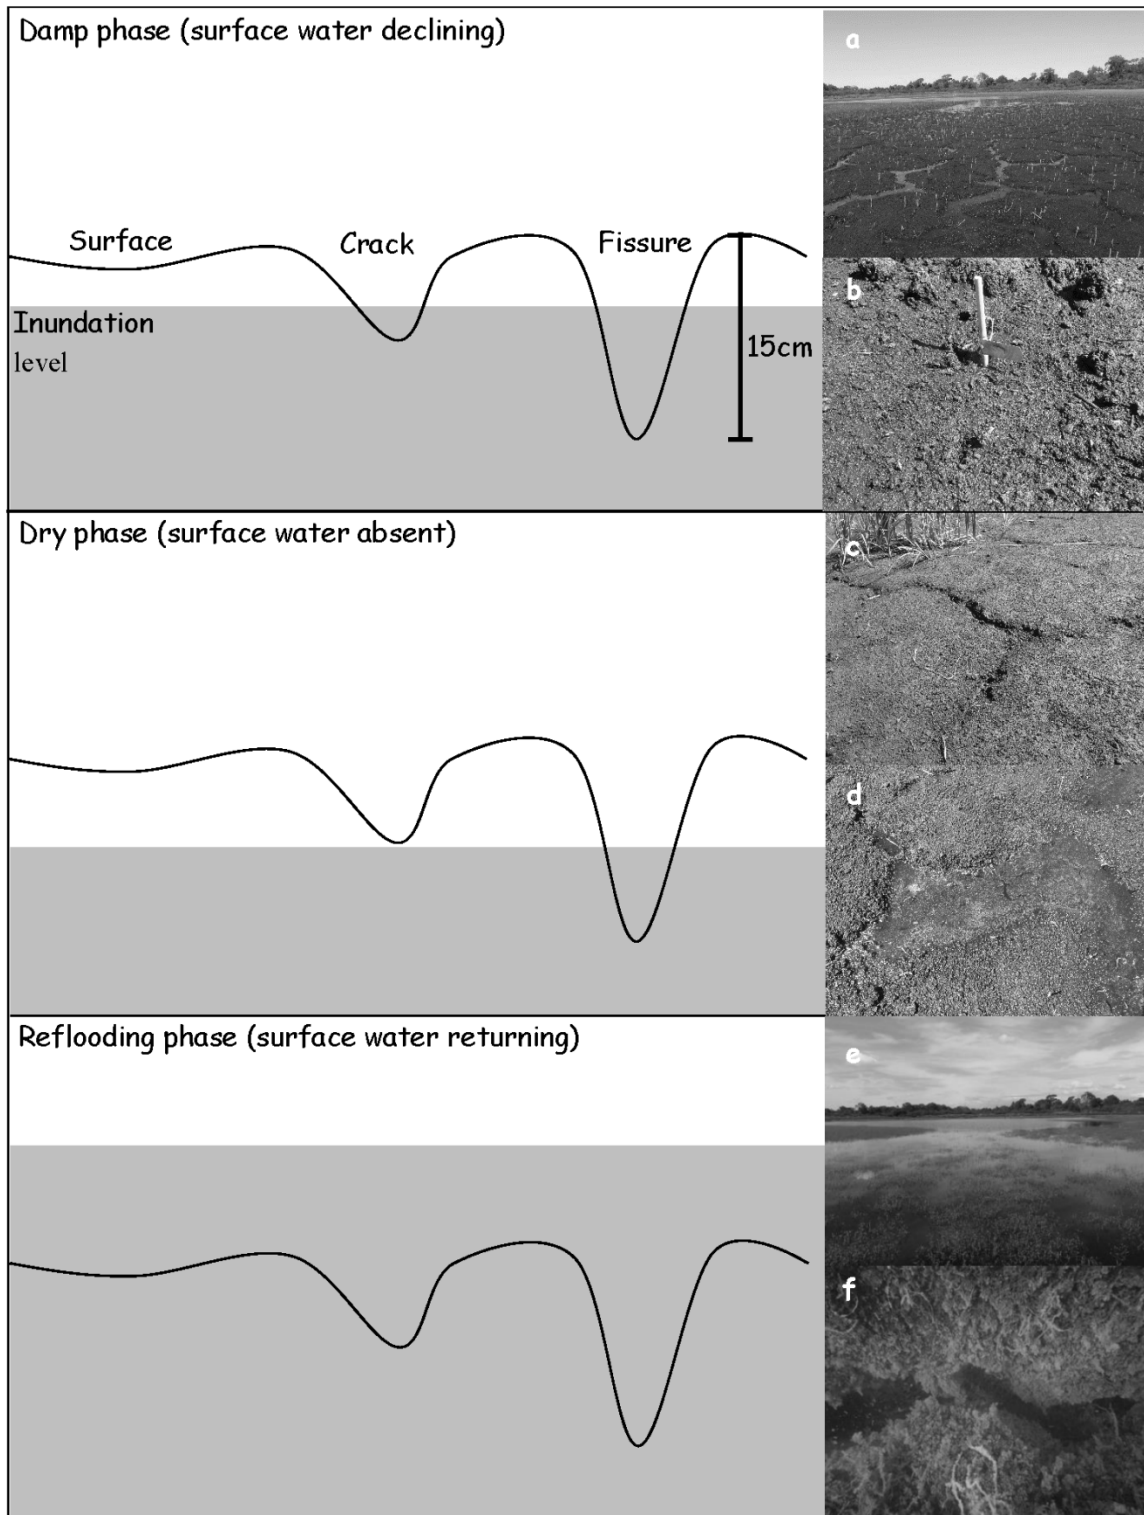 Damp phase (surface water declining)
a
Surface
Crack
Fissure
b
Inundation
level
15cm
Dry phase (surface water absent)
c
d
Reflooding phase (surface water returning)
e
f